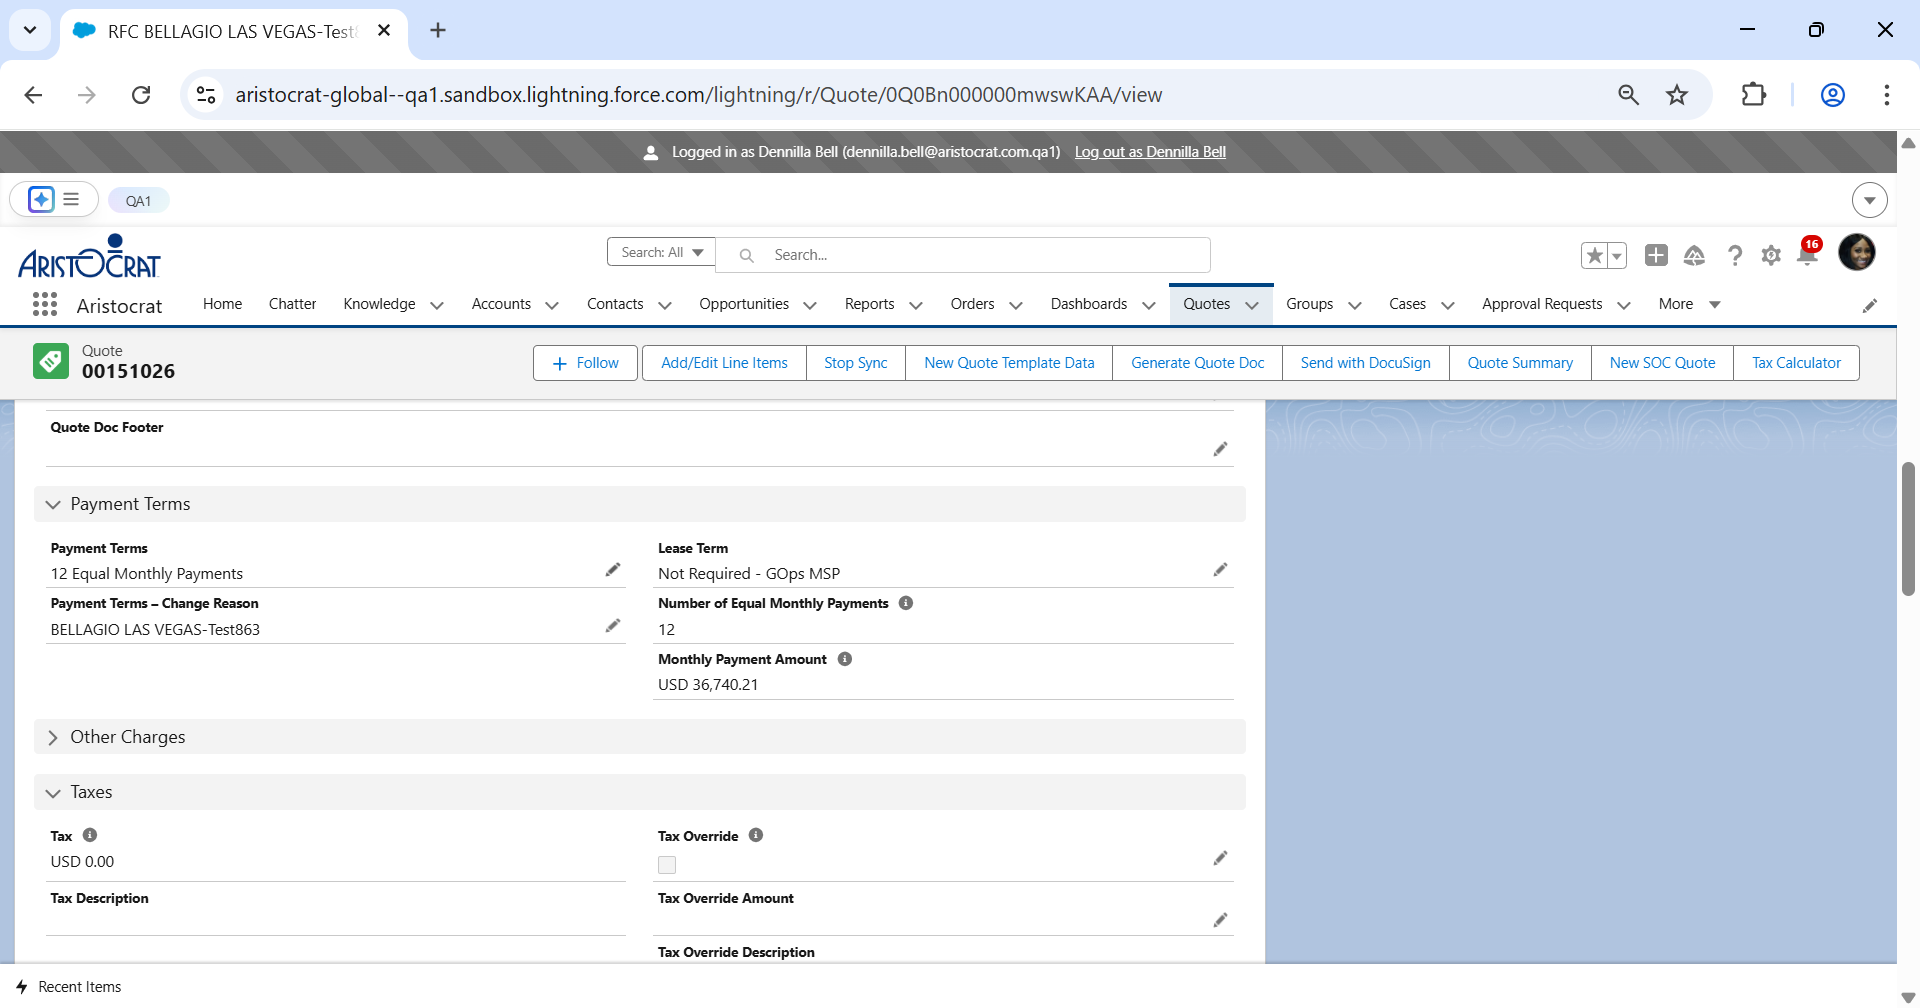 RFC BELLAGIO LAS VEGAS-Test
aristocrat-global--qa1.sandbox.lightning.force.com/lightning/r/Quote/0Q0Bn000000mwswKAA/view
Logged in as Dennilla Bell (dennilla.bell@aristocrat.com.qa1) Log out as Dennilla Bell
QA1
ARISTOCRAT
Search: All
Search...
16
Aristocrat Home Chatter Knowledge Accounts Contacts Opportunities Reports Orders Dashboards Quotes Groups Cases Approval Requests More
Quote
00151026
Follow Add/Edit Line Items Stop Sync New Quote Template Data Generate Quote Doc Send with DocuSign Quote Summary New SOC Quote Tax Calculator
Quote Doc Footer
Payment Terms
Payment Terms
12 Equal Monthly Payments
Lease Term
Not Required - GOps MSP
Payment Terms – Change Reason
BELLAGIO LAS VEGAS-Test863
Number of Equal Monthly Payments
12
Monthly Payment Amount
USD 36,740.21
Other Charges
Taxes
Tax
USD 0.00
Tax Override
Tax Description
Tax Override Amount
Tax Override Description
Recent Items